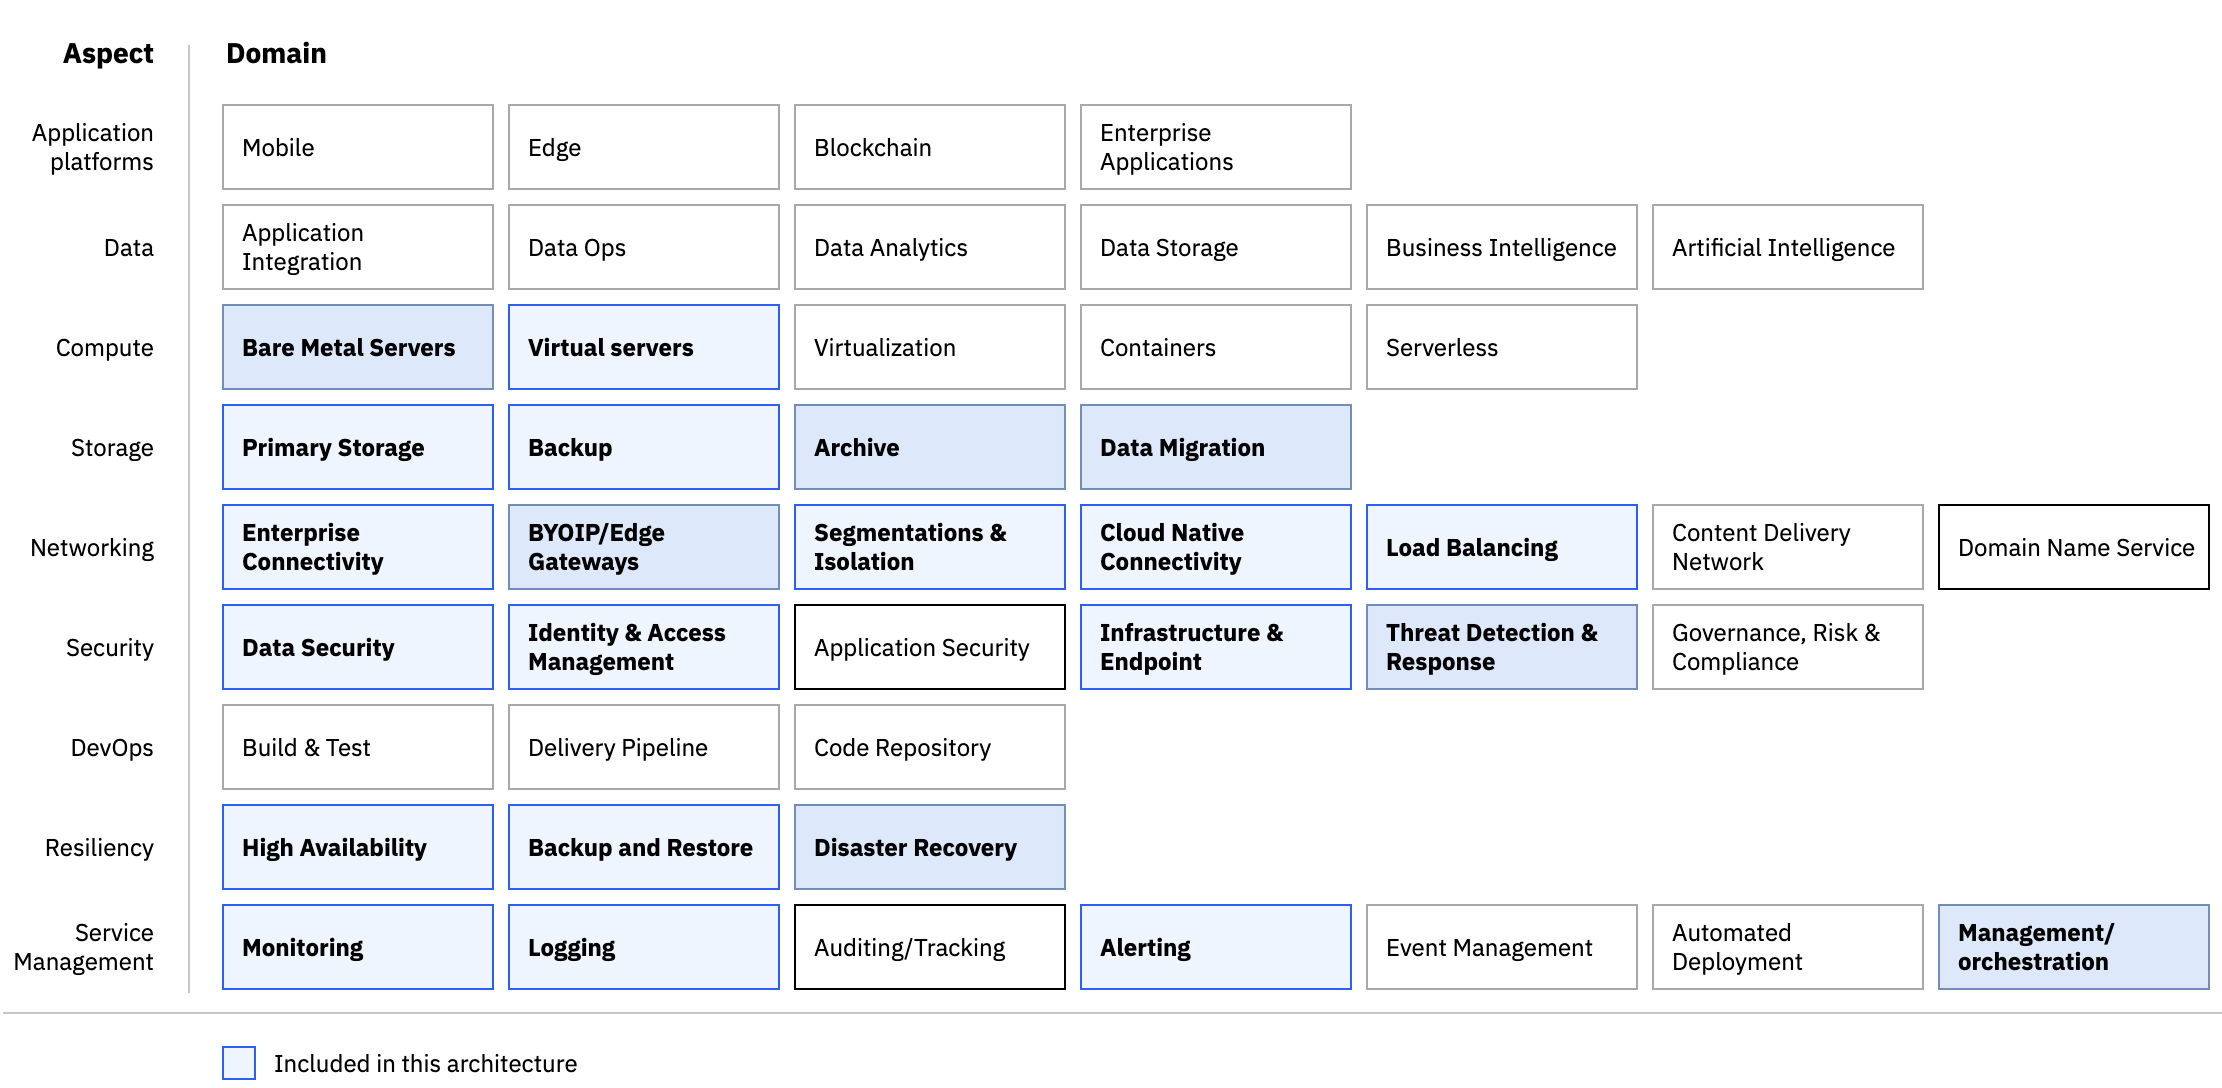 Aspect
Domain
Application
platforms
Mobile
Edge
Blockchain
Enterprise
Applications
Data
Application
Integration
Data Ops
Data Analytics
Data Storage
Business Intelligence
Artificial Intelligence
Compute
Bare Metal Servers
Virtual servers
Virtualization
Containers
Serverless
Storage
Primary Storage
Backup
Archive
Data Migration
Networking
Enterprise
Connectivity
BYOIP/Edge
Gateways
Segmentations &
Isolation
Cloud Native
Connectivity
Load Balancing
Content Delivery
Network
Domain Name Service
Security
Data Security
Identity & Access
Management
Application Security
Infrastructure &
Endpoint
Threat Detection &
Response
Governance, Risk &
Compliance
DevOps
Build & Test
Delivery Pipeline
Code Repository
Resiliency
High Availability
Backup and Restore
Disaster Recovery
Service
Management
Monitoring
Logging
Auditing/Tracking
Alerting
Event Management
Automated
Deployment
Management/
orchestration
Included in this architecture